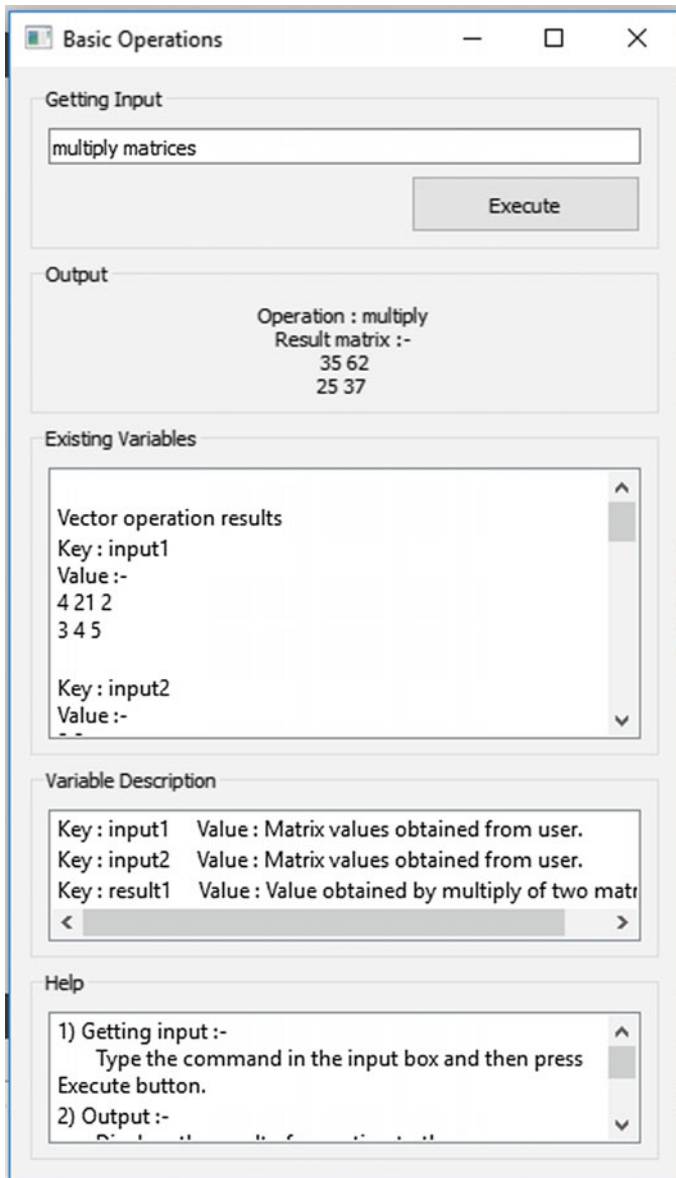 Basic Operations
Getting Input
multiply matrices
Execute
Output
Operation : multiply
Result matrix :-
35 62
25 37
Existing Variables
Vector operation results
Key : input1
Value :-
4 21 2
3 4 5
Key : input2
Value :-
Variable Description
Key : input1 Value : Matrix values obtained from user.
Key : input2 Value : Matrix values obtained from user.
Key : result1 Value : Value obtained by multiply of two matr
Help
1) Getting input :-
Type the command in the input box and then press
Execute button.
2) Output :-